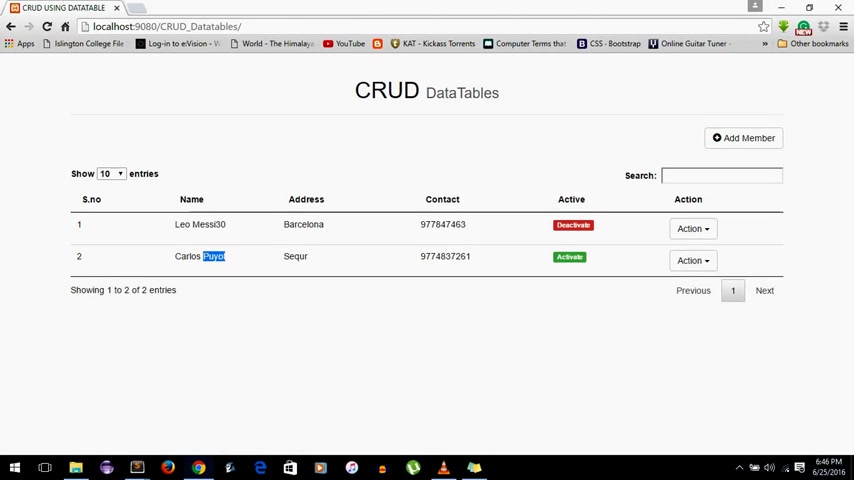 CRUD USING DATATABLE
localhost:9080/CRUD_Datatables/
Apps Islington College File Log-in to e:Vision - W World - The Himalaya YouTube KAT - Kickass Torrents Computer Terms that CSS · Bootstrap Online Guitar Tuner - » Other bookmarks
NEW
CRUD DataTables
Add Member
Show 10 entries
Search:
S.no Name Address Contact Active Action
1 Leo Messi30 Barcelona 977847463 Deactivate Action
2 Carlos Puyol Sequr 9774837261 Activate Action
Showing 1 to 2 of 2 entries
Previous 1 Next
6:46 PM
6/25/2016